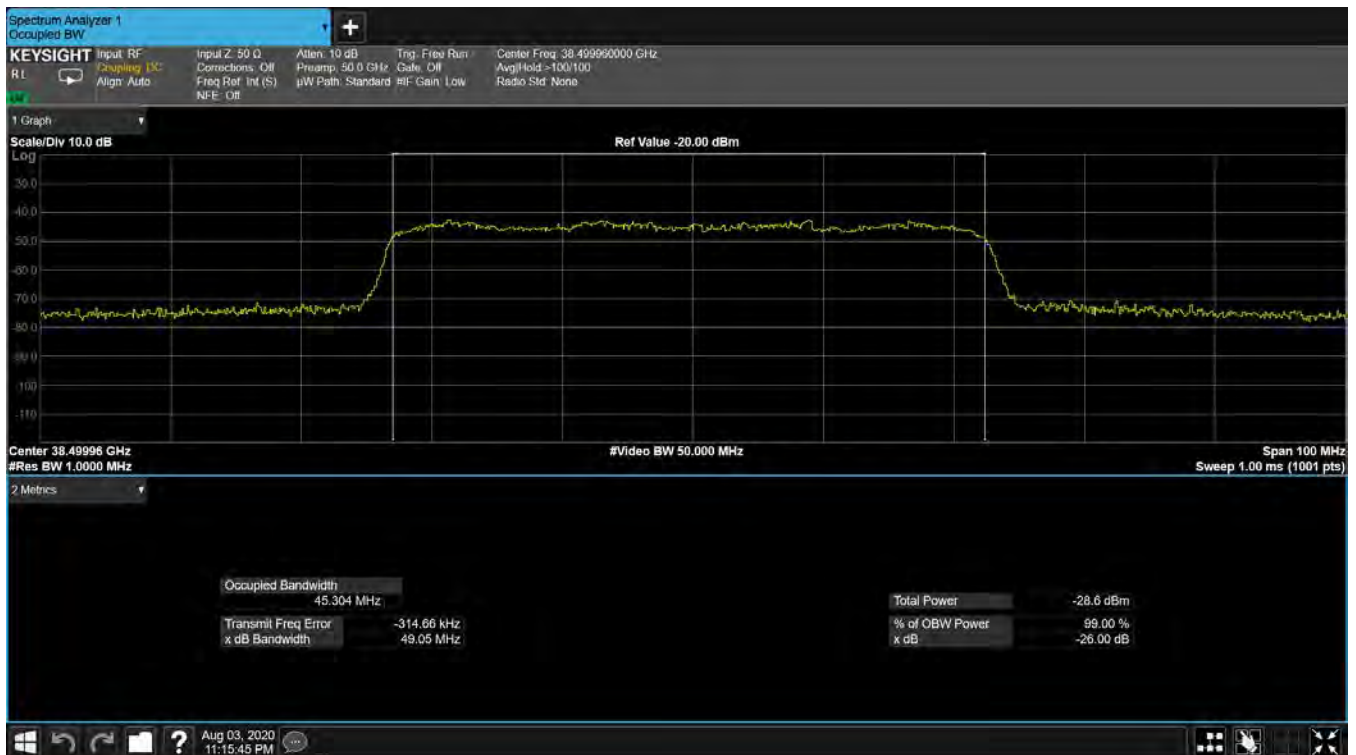 Spectrum Analyzer 1
Occupied BW
KEYSIGHT Input: RF Input Z: 50 Ω Atten: 10 dB Trig: Free Run Center Freq: 38.499960000 GHz
RL Coupling: DC Corrections: Off Preamp: 50.0 GHz Gate: Off Avg|Hold:>100/100
Align: Auto Freq Ref: Int (S) µW Path: Standard #IF Gain: Low Radio Std: None
NFE: Off
1 Graph
Scale/Div 10.0 dB Ref Value -20.00 dBm
Log
-30.0
-40.0
-50.0
-60.0
-70.0
-80.0
-90.0
-100
-110
Center 38.49996 GHz #Video BW 50.000 MHz Span 100 MHz
#Res BW 1.0000 MHz Sweep 1.00 ms (1001 pts)
2 Metrics
Occupied Bandwidth
45.304 MHz
Total Power -28.6 dBm
Transmit Freq Error -314.66 kHz % of OBW Power 99.00 %
x dB Bandwidth 49.05 MHz x dB -26.00 dB
Aug 03, 2020
11:15:45 PM